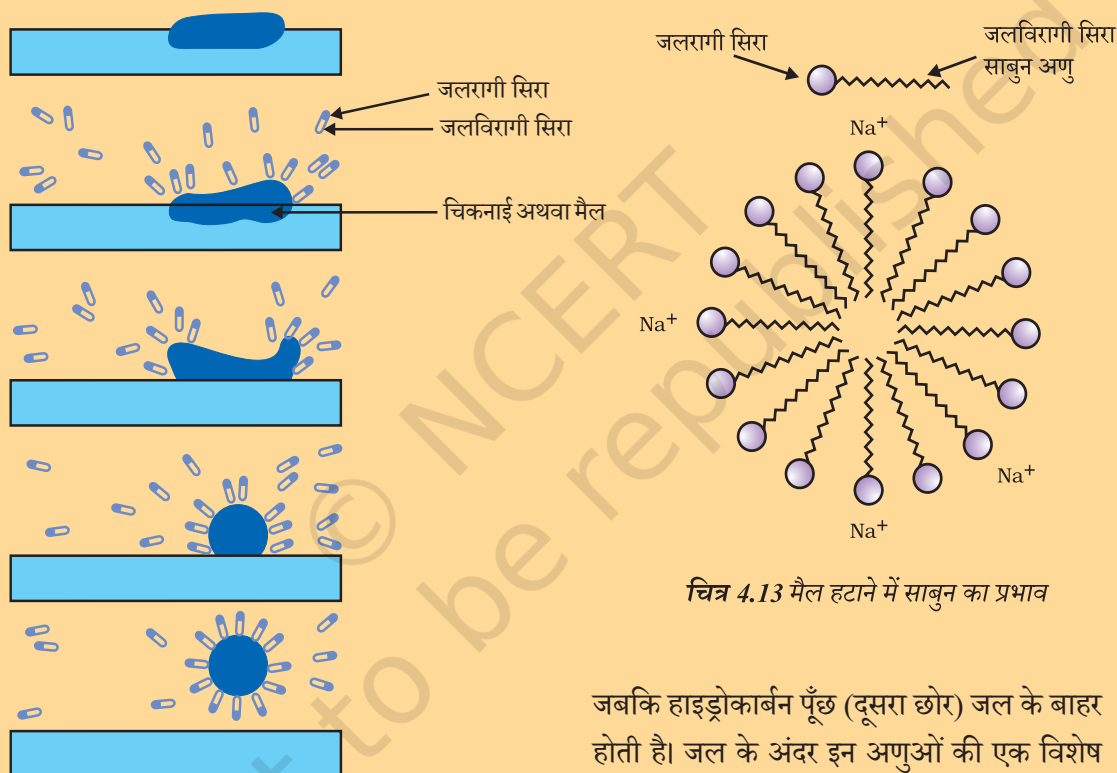 जलरागी सिरा
जलविरागी सिरा
चिकनाई अथवा मैल
जलरागी सिरा
जलविरागी सिरा
साबुन अणु
Na+
Na+
Na+
Na+
चित्र 4.13 मैल हटाने में साबुन का प्रभाव
जबकि हाइड्रोकार्बन पूँछ (दूसरा छोर) जल के बाहर
होती है। जल के अंदर इन अणुओं की एक विशेष
© NCERT
to be republished